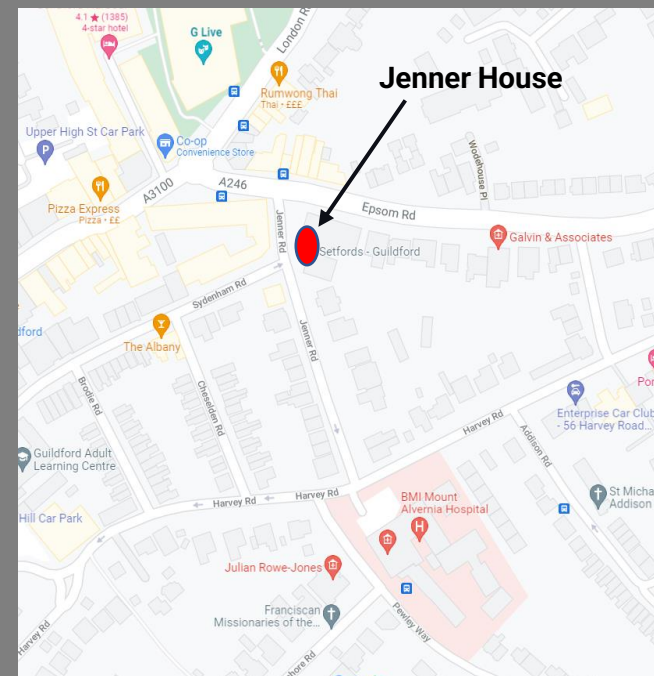 4.1 ★ (1385)
4-star hotel
G Live
London Rd
Jenner House
Rumwong Thai
Thai • £££
Upper High St Car Park
P
Co-op
Convenience Store
Wodehouse Pl
A3100
A246
Pizza Express
Pizza • ££
Epsom Rd
Jenner Rd
Galvin & Associates
Setfords - Guildford
Sydenham Rd
ford
The Albany
Jenner Rd
Brodie Rd
Cheselden Rd
Por
Enterprise Car Club
- 56 Harvey Road...
Harvey Rd
Addison Rd
Guildford Adult
Learning Centre
Harvey Rd
Harvey Rd
BMI Mount
Alvernia Hospital
H
St Micha
Addison
Hill Car Park
Julian Rowe-Jones
Franciscan
Missionaries of the...
Pewley Way
Harvey Rd
hore Rd